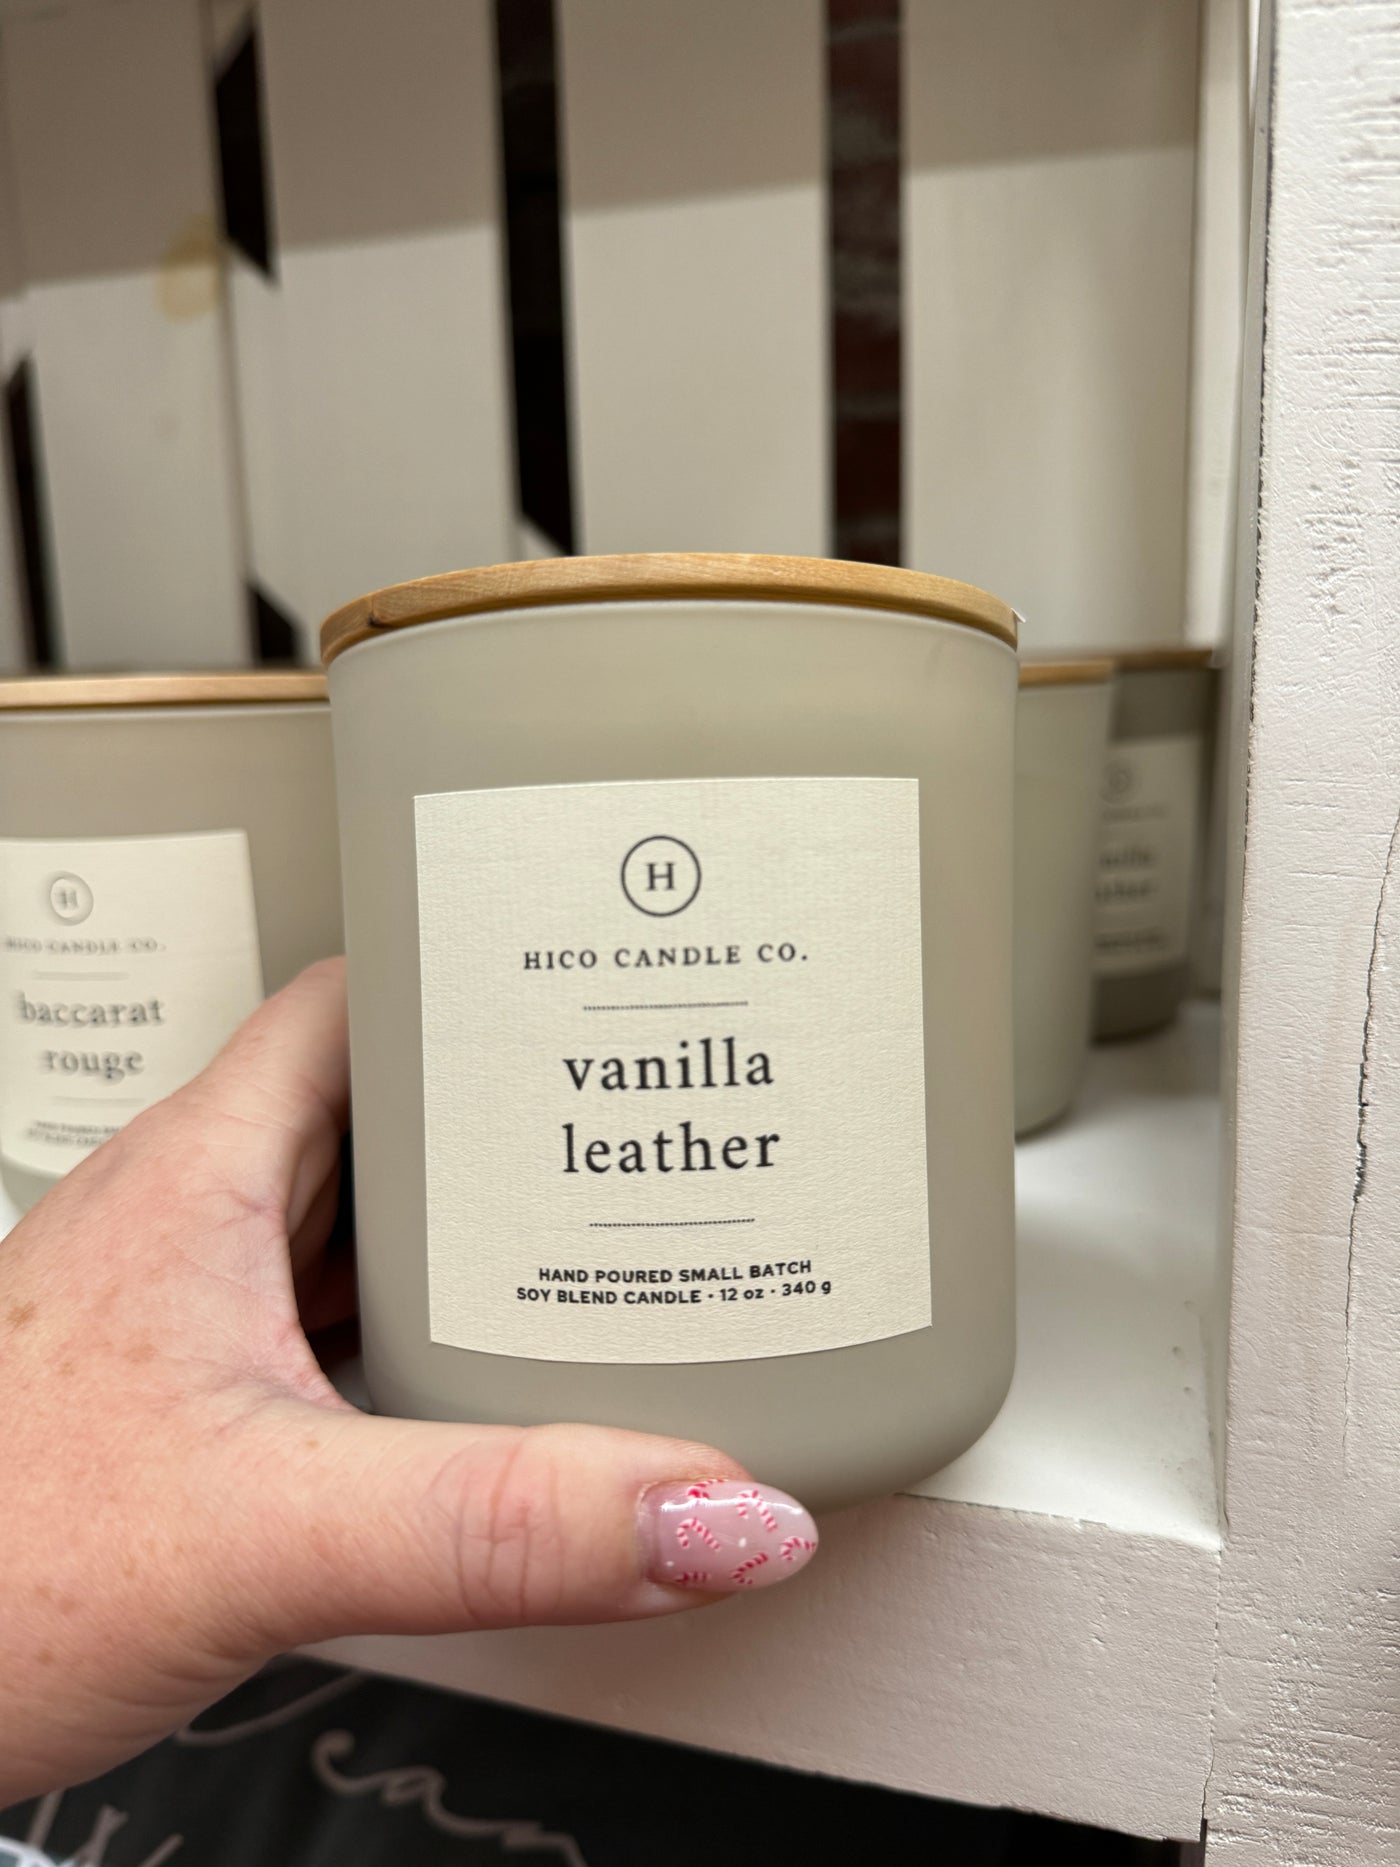 H
HICO CANDLE CO.
vanilla
leather
HAND POURED SMALL BATCH
SOY BLEND CANDLE · 12 oz · 340 g
H
HICO CANDLE CO.
baccarat
rouge